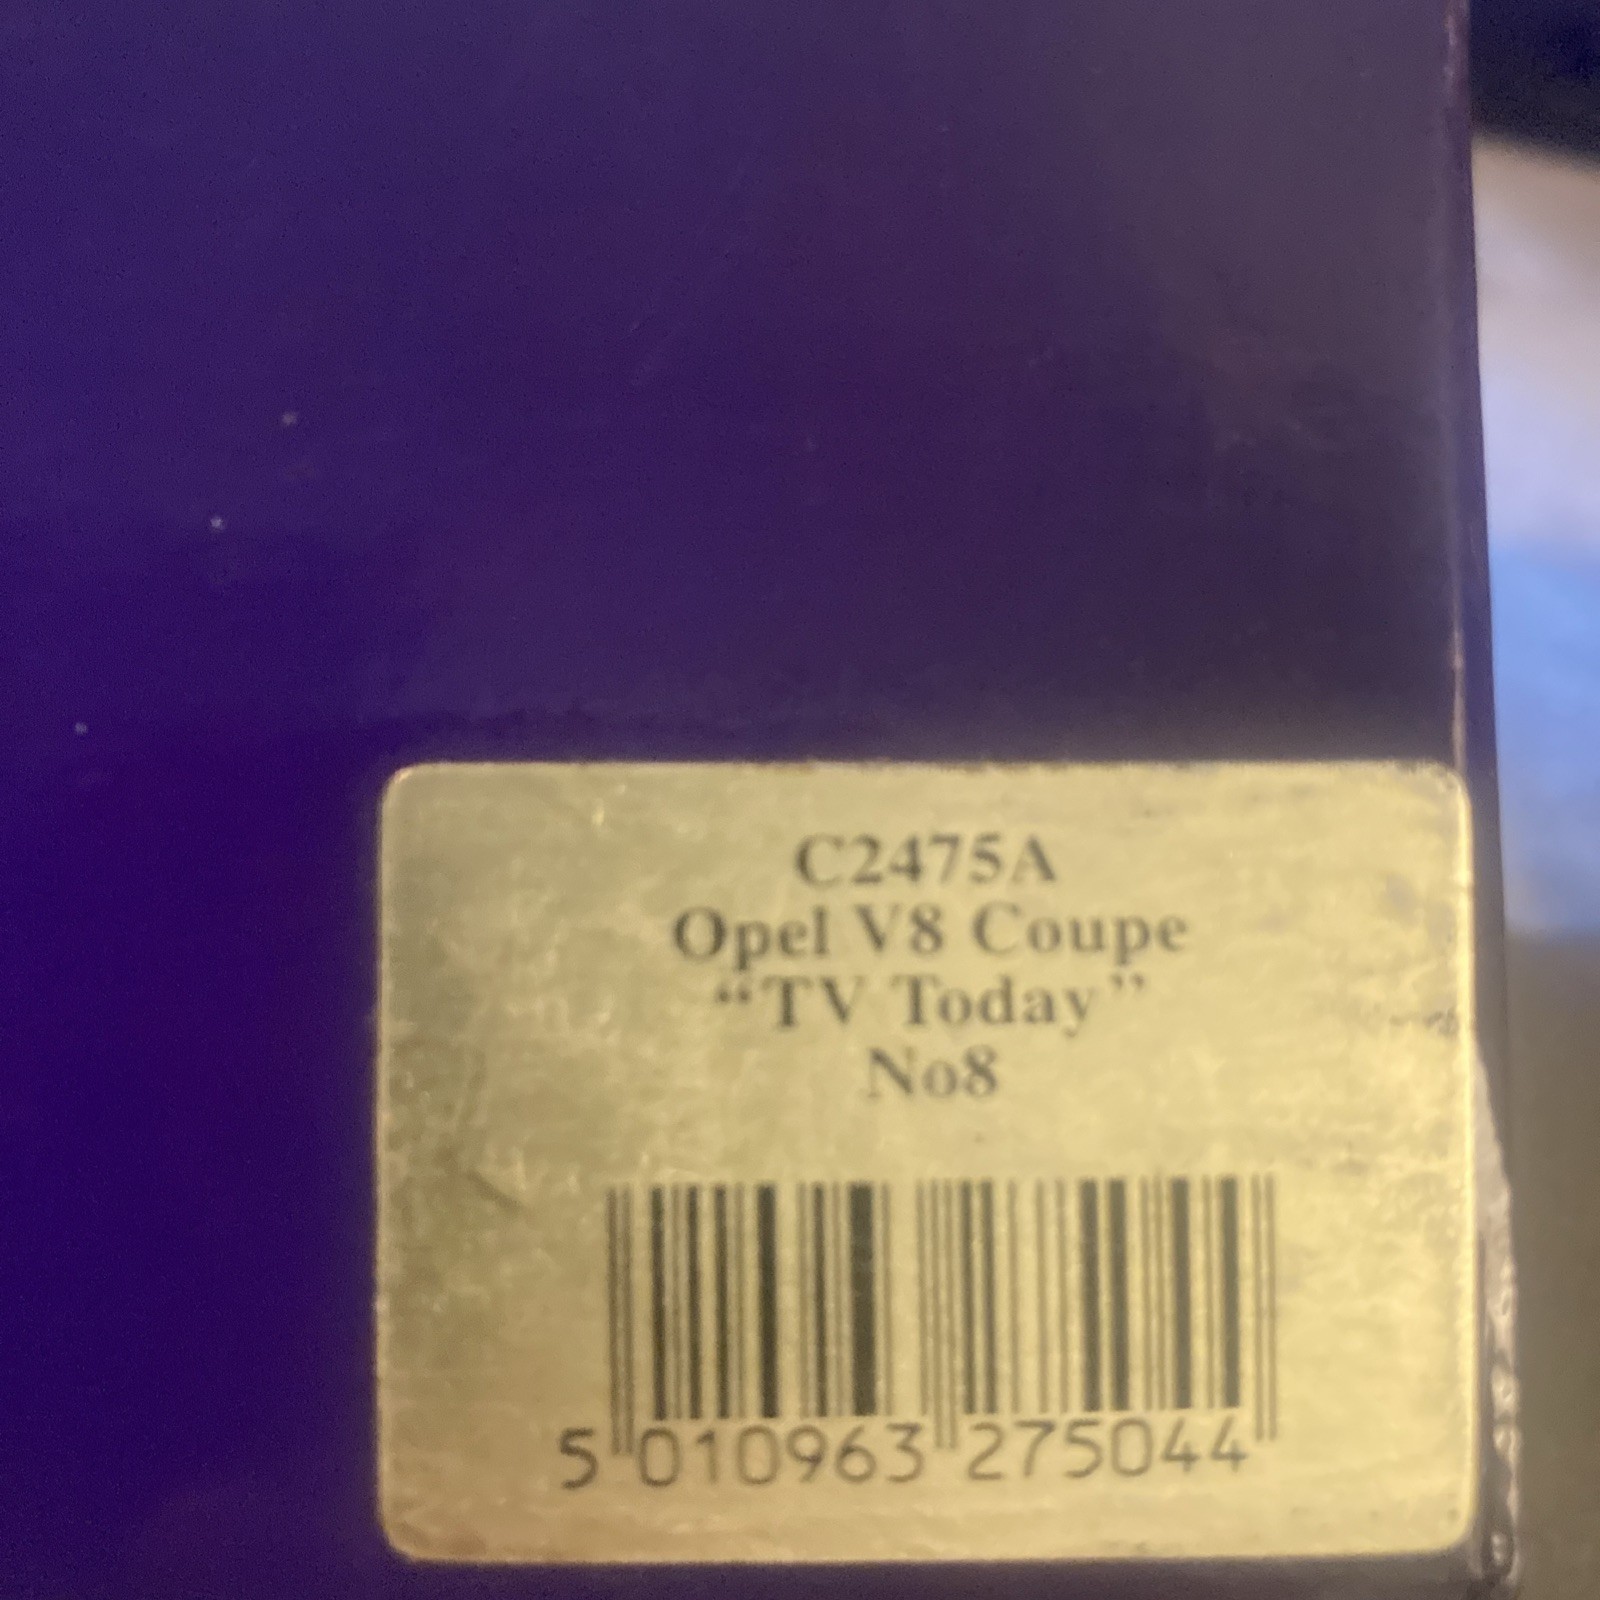 C2475A
Opel V8 Coupe
“TV Today”
No8
5 010963 275044